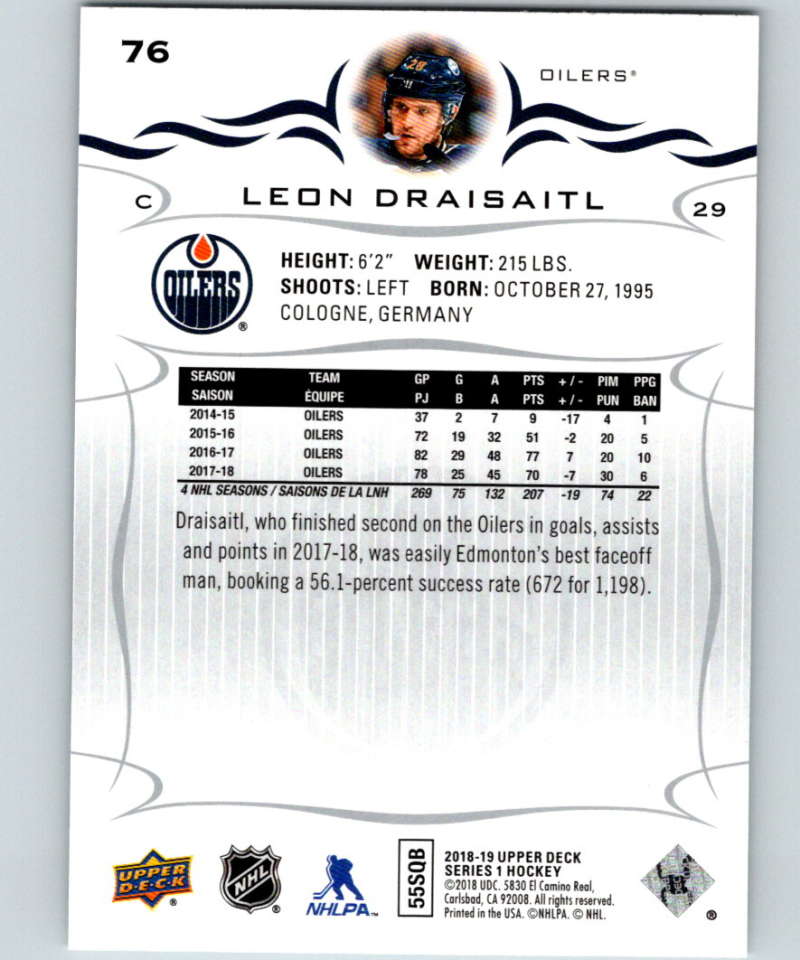 76
OILERS®
LEON DRAISAITL
C
29
OILERS
®
HEIGHT: 6'2" WEIGHT: 215 LBS.
SHOOTS: LEFT BORN: OCTOBER 27, 1995
COLOGNE, GERMANY
SEASON TEAM GP G A PTS +/- PIM PPG
SAISON ÉQUIPE PJ B A PTS +/- PUN BAN
2014-15 OILERS 37 2 7 9 -17 4 1
2015-16 OILERS 72 19 32 51 -2 20 5
2016-17 OILERS 82 29 48 77 7 20 10
2017-18 OILERS 78 25 45 70 -7 30 6
4 NHL SEASONS / SAISONS DE LA LNH 269 75 132 207 -19 74 22
Draisaitl, who finished second on the Oilers in goals, assists
and points in 2017-18, was easily Edmonton's best faceoff
man, booking a 56.1-percent success rate (672 for 1,198).
UPPER
D·E·C·K
®
NHL
®
NHLPA™
55SQB
2018-19 UPPER DECK
SERIES 1 HOCKEY
©2018 UDC. 5830 El Camino Real,
Carlsbad, CA 92008. All rights reserved.
Printed in the USA. ©NHLPA. © NHL.
®